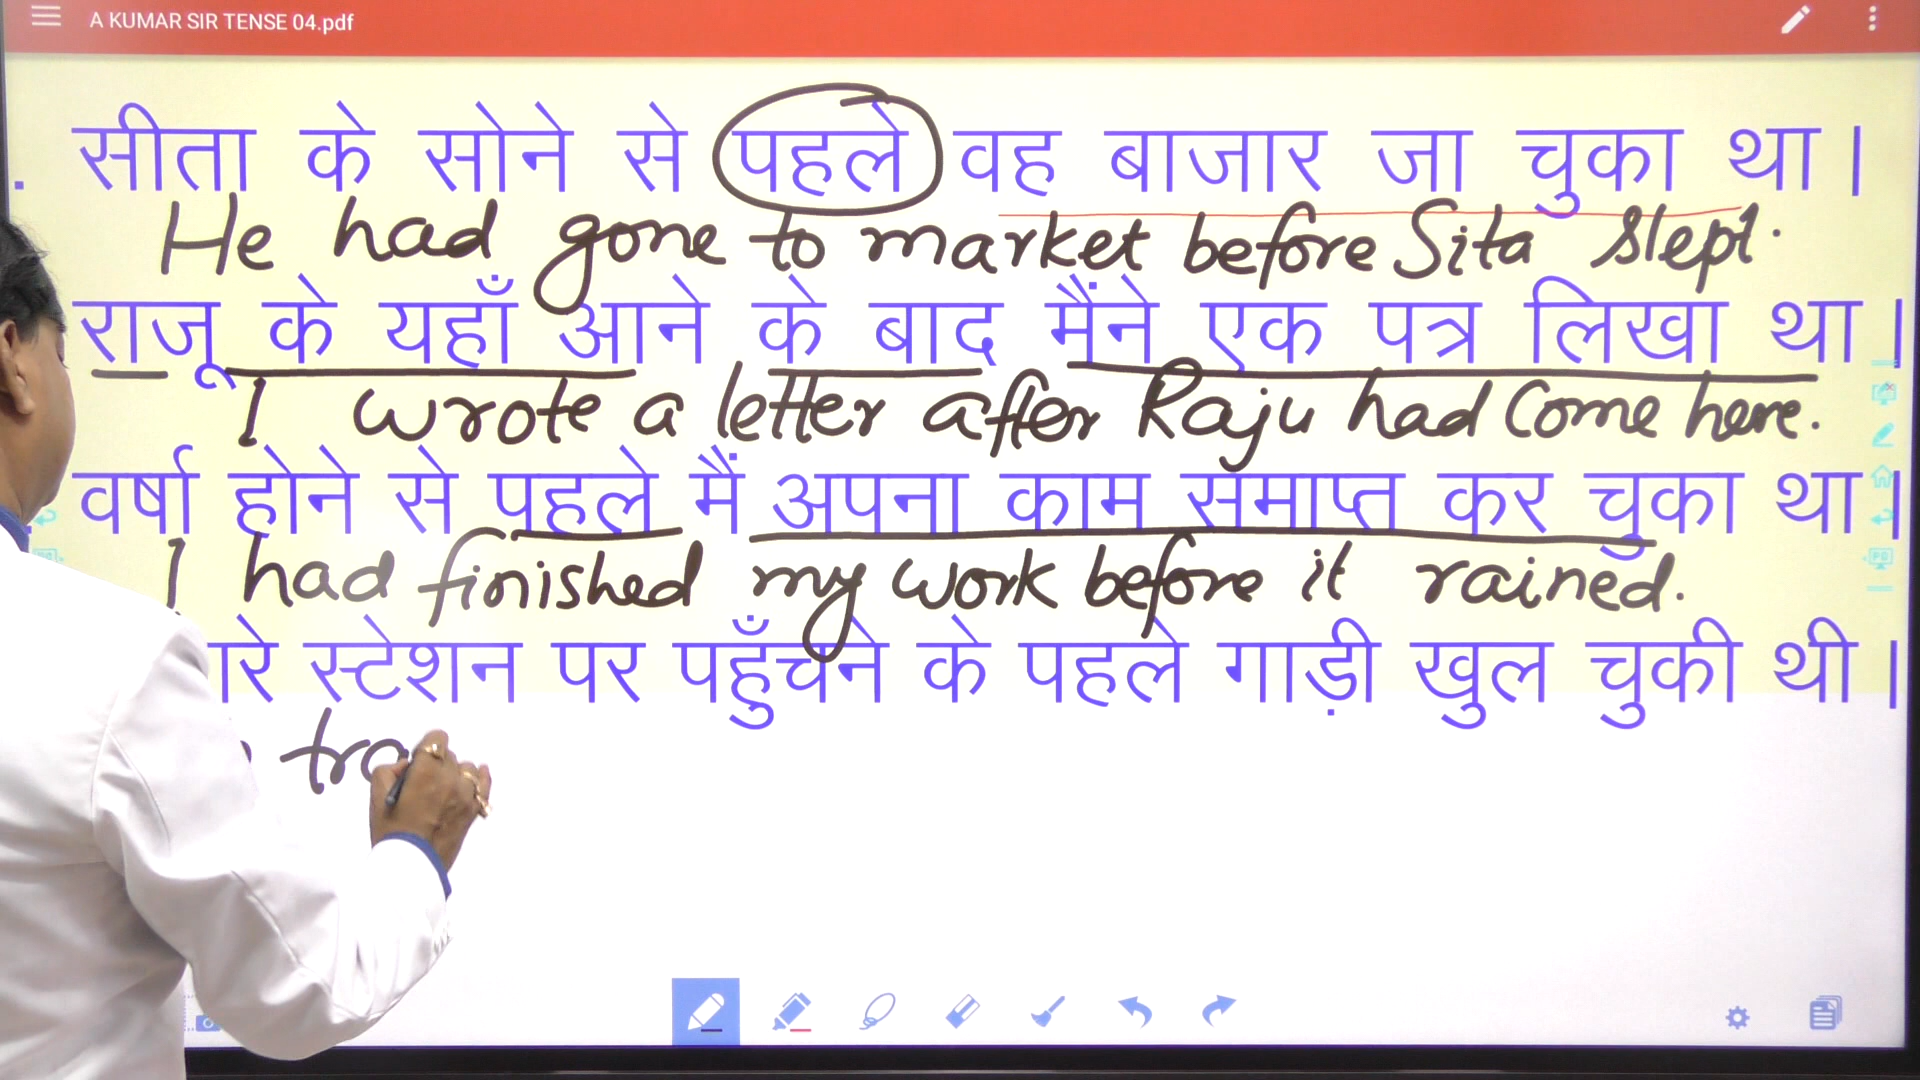 A KUMAR SIR TENSE 04.pdf
. सीता के सोने से पहले वह बाजार जा चुका था।
He had gone to market before Sita slept.
राजू के यहाँ आने के बाद मैंने एक पत्र लिखा था।
I wrote a letter after Raju had come here.
वर्षा होने से पहले मैं अपना काम समाप्त कर चुका था।
I had finished my work before it rained.
स्टेशन पर पहुँचने के पहले गाड़ी खुल चुकी थी।